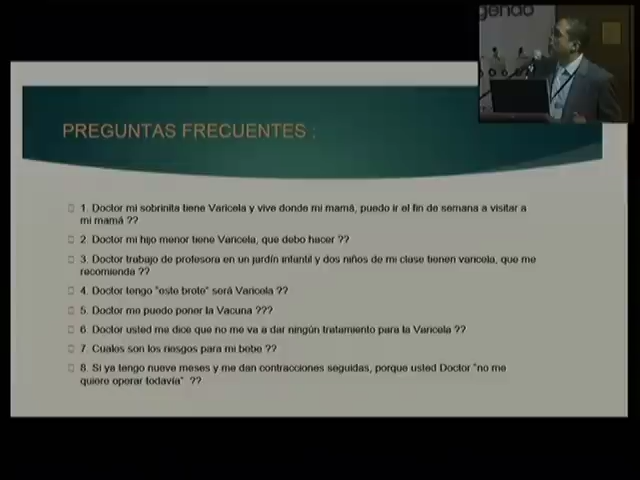 gendo
PREGUNTAS FRECUENTES :
1. Doctor mi sobrinita tiene Varicela y vive donde mi mamá, puedo ir el fin de semana a visitar a
mi mamá ??
2. Doctor mi hijo menor tiene Varicela, que debo hacer ??
3. Doctor trabajo de profesora en un jardín infantil y dos niños de mi clase tienen varicela, que me
recomienda ??
4. Doctor tengo "este brote" será Varicela ??
5. Doctor me puedo poner la Vacuna ???
6. Doctor usted me dice que no me va a dar ningún tratamiento para la Varicela ??
7. Cuales son los riesgos para mi bebe ??
8. Si ya tengo nueve meses y me dan contracciones seguidas, porque usted Doctor "no me
quiere operar todavía" ??